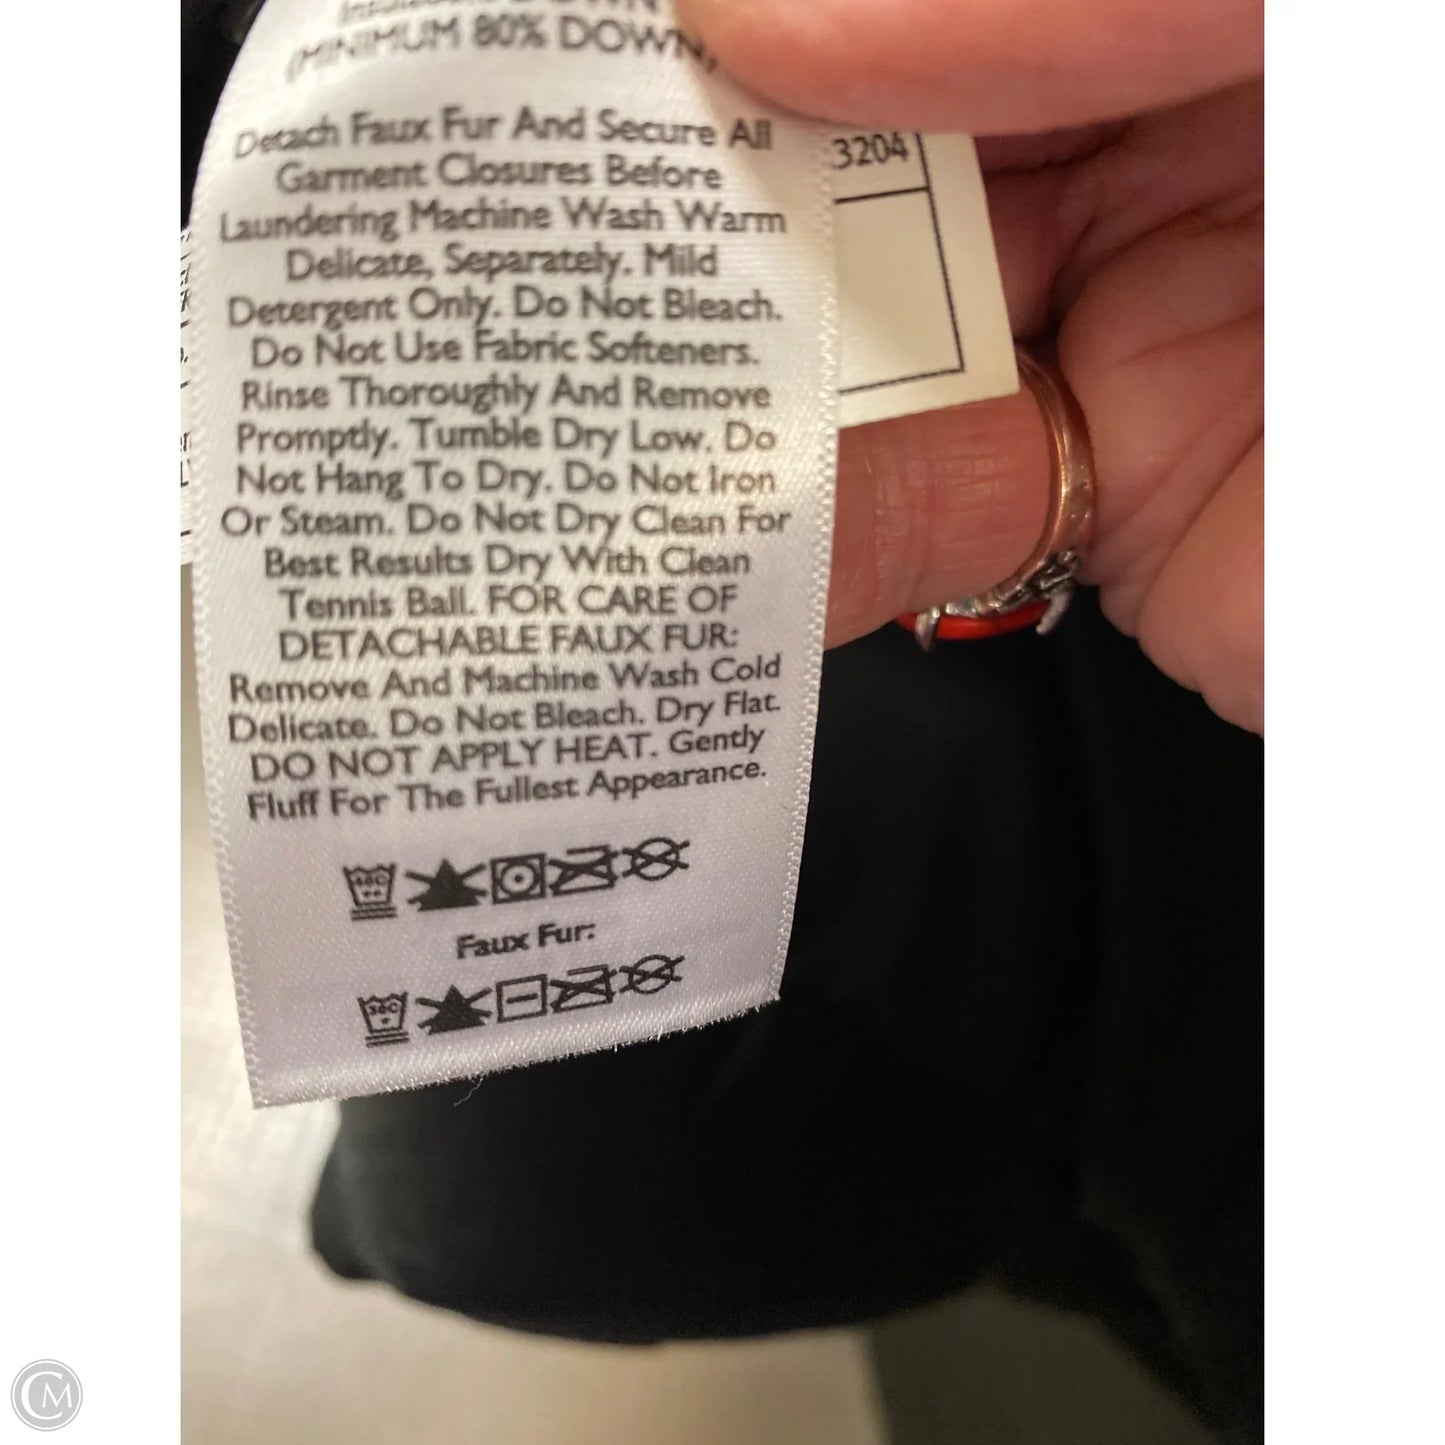 DOWN
(MINIMUM 80% DOWN)
Detach Faux Fur And Secure All
Garment Closures Before
Laundering Machine Wash Warm
Delicate, Separately. Mild
Detergent Only. Do Not Bleach.
Do Not Use Fabric Softeners.
Rinse Thoroughly And Remove
Promptly. Tumble Dry Low. Do
Not Hang To Dry. Do Not Iron
Or Steam. Do Not Dry Clean For
Best Results Dry With Clean
Tennis Ball. FOR CARE OF
DETACHABLE FAUX FUR:
Remove And Machine Wash Cold
Delicate. Do Not Bleach. Dry Flat.
DO NOT APPLY HEAT. Gently
Fluff For The Fullest Appearance.
Faux Fur:
30C
3204
CM